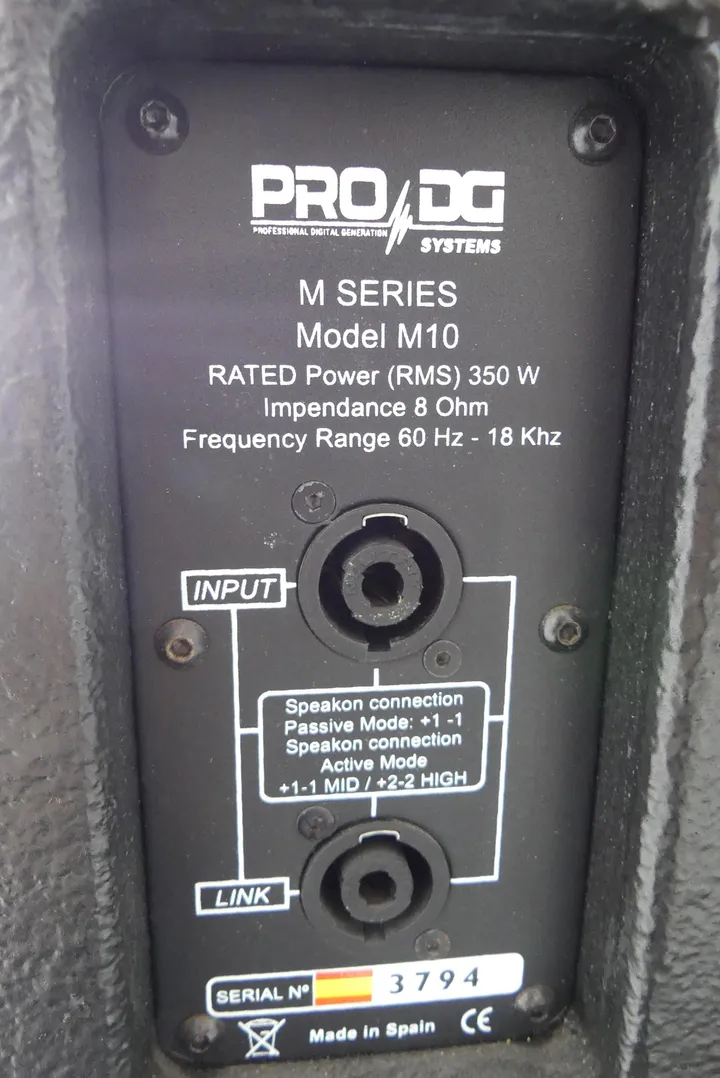 PRO DG
PROFESSIONAL DIGITAL GENERATION
SYSTEMS
M SERIES
Model M10
RATED Power (RMS) 350 W
Impendance 8 Ohm
Frequency Range 60 Hz - 18 Khz
INPUT
Speakon connection
Passive Mode: +1 -1
Speakon connection
Active Mode
+1-1 MID / +2-2 HIGH
LINK
SERIAL Nº 3794
Made in Spain CE